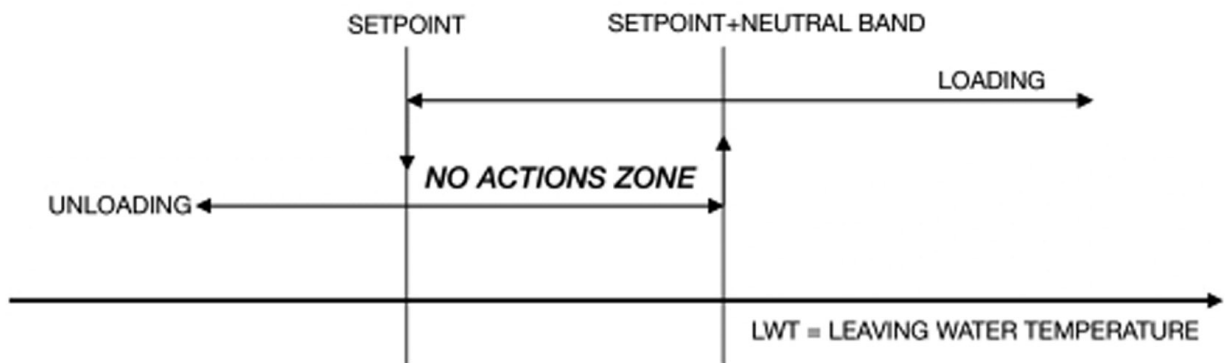 SETPOINT
SETPOINT+NEUTRAL BAND
LOADING
NO ACTIONS ZONE
UNLOADING
LWT = LEAVING WATER TEMPERATURE